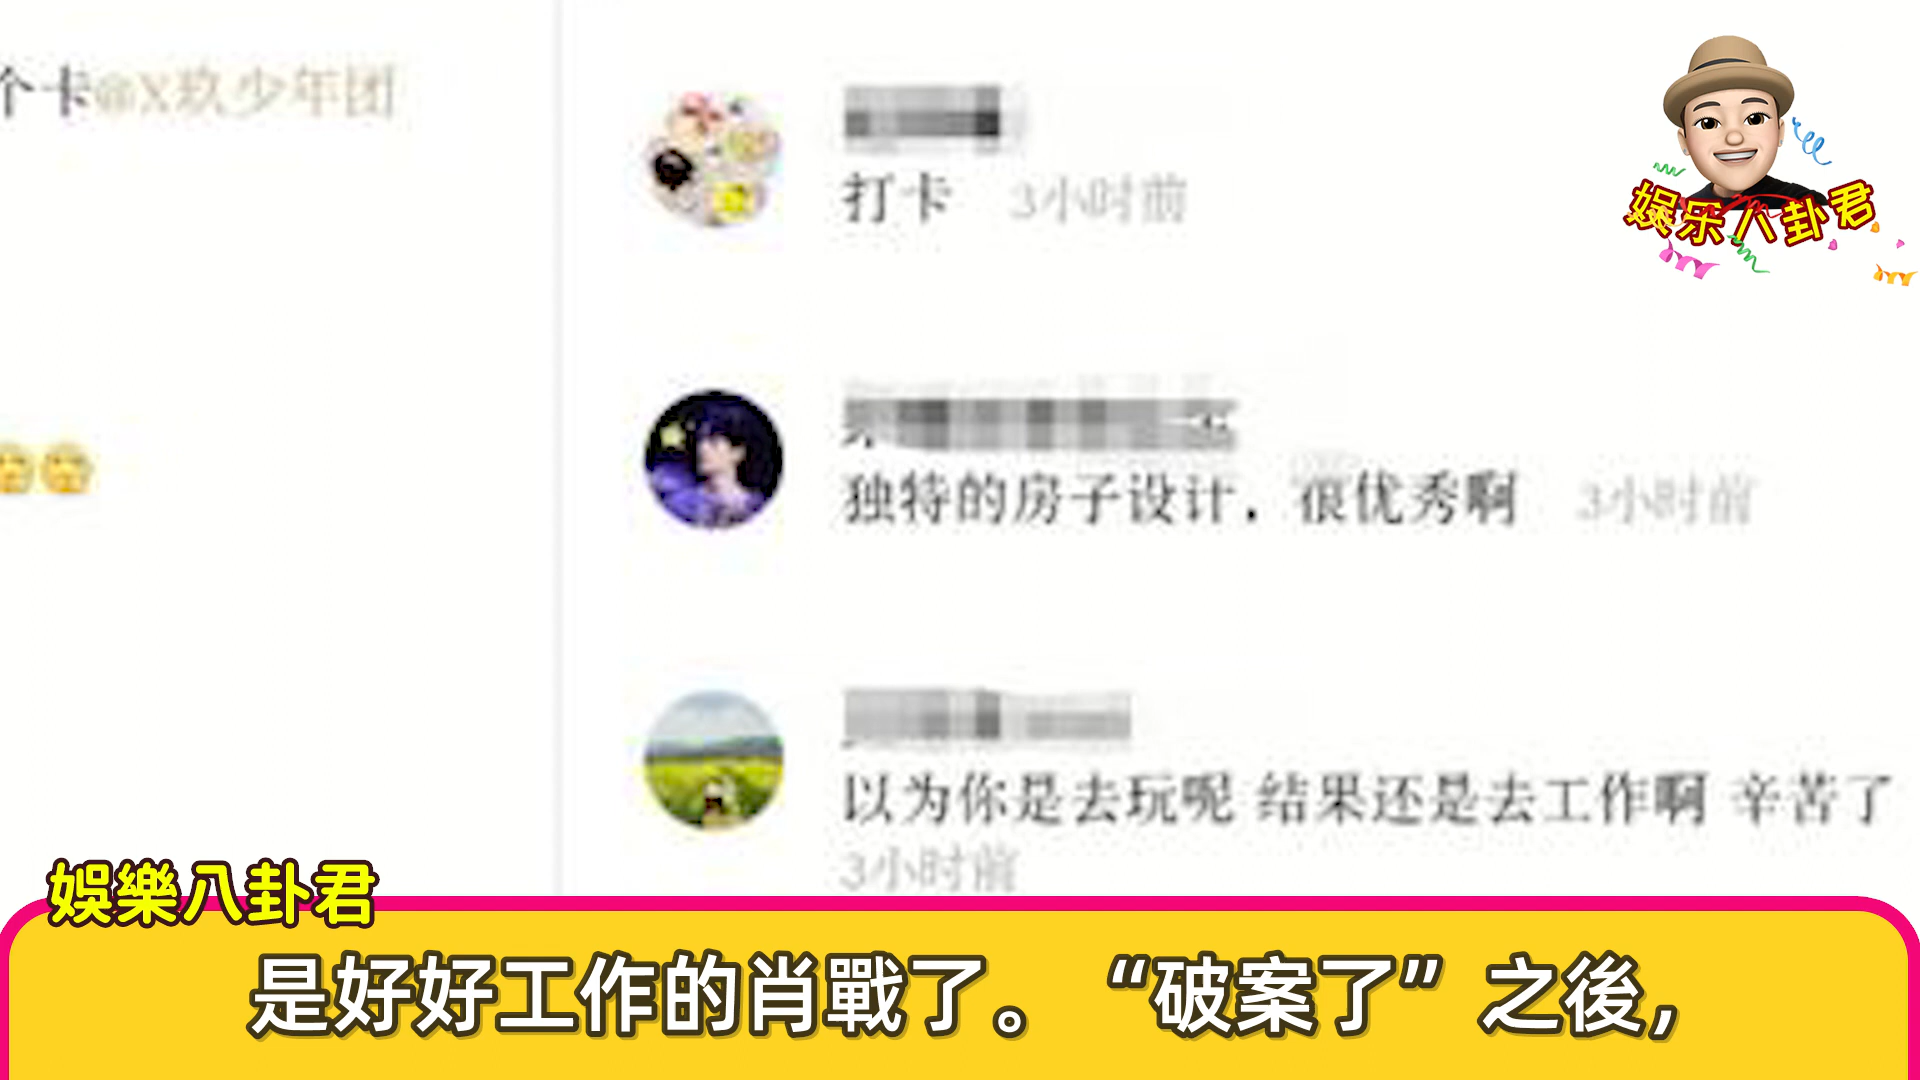 个卡@X玖少年团
打卡 3小时前
独特的房子设计，很优秀啊 3小时前
以为你是去玩呢 结果还是去工作啊 辛苦了
3小时前
娱乐八卦君
娛樂八卦君
是好好工作的肖戰了。“破案了”之後,